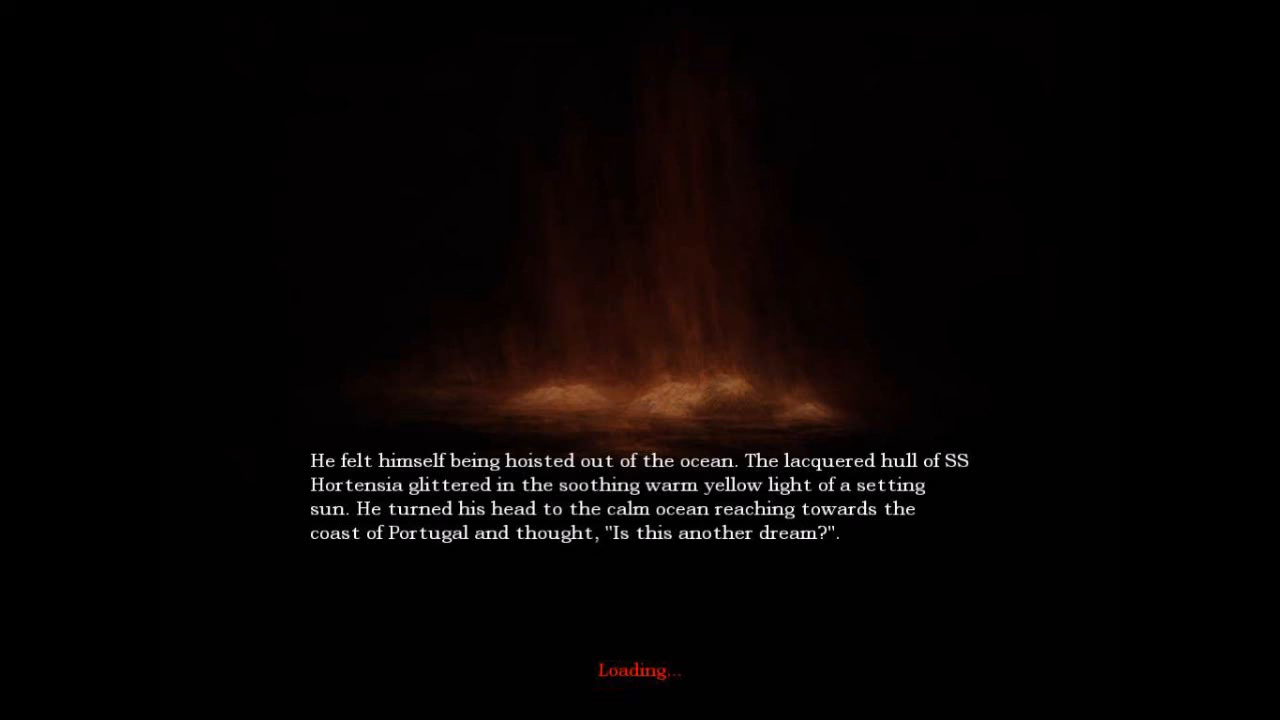 He felt himself being hoisted out of the ocean. The lacquered hull of SS
Hortensia glittered in the soothing warm yellow light of a setting
sun. He turned his head to the calm ocean reaching towards the
coast of Portugal and thought, "Is this another dream?".
Loading...